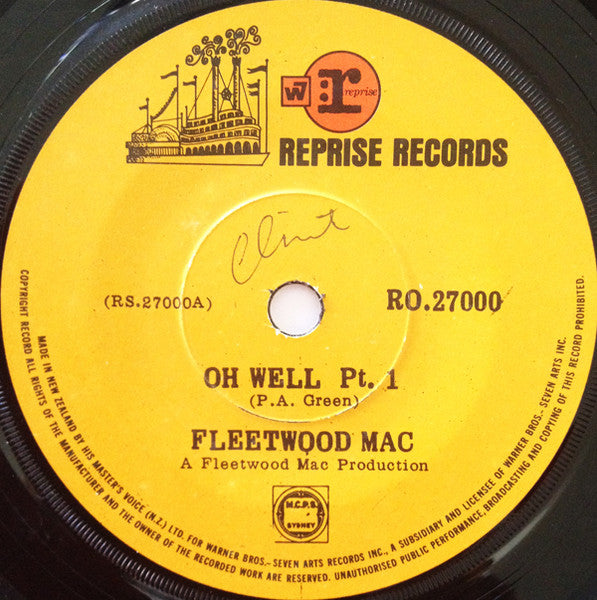 W7
r:
reprise
REPRISE RECORDS
Clint
(RS.27000A)
RO.27000
OH WELL Pt. 1
(P.A. Green)
FLEETWOOD MAC
A Fleetwood Mac Production
M.C.P.S.
SYDNEY
MADE IN NEW ZEALAND BY HIS MASTER'S VOICE (N.Z.) LTD. FOR WARNER BROS.– SEVEN ARTS RECORDS INC., A SUBSIDIARY AND LICENSEE OF WARNER BROS.– SEVEN ARTS INC.
COPYRIGHT RECORD ALL RIGHTS OF THE MANUFACTURER AND THE OWNER OF THE RECORDED WORK ARE RESERVED. UNAUTHORISED PUBLIC PERFORMANCE, BROADCASTING AND COPYING OF THIS RECORD PROHIBITED.